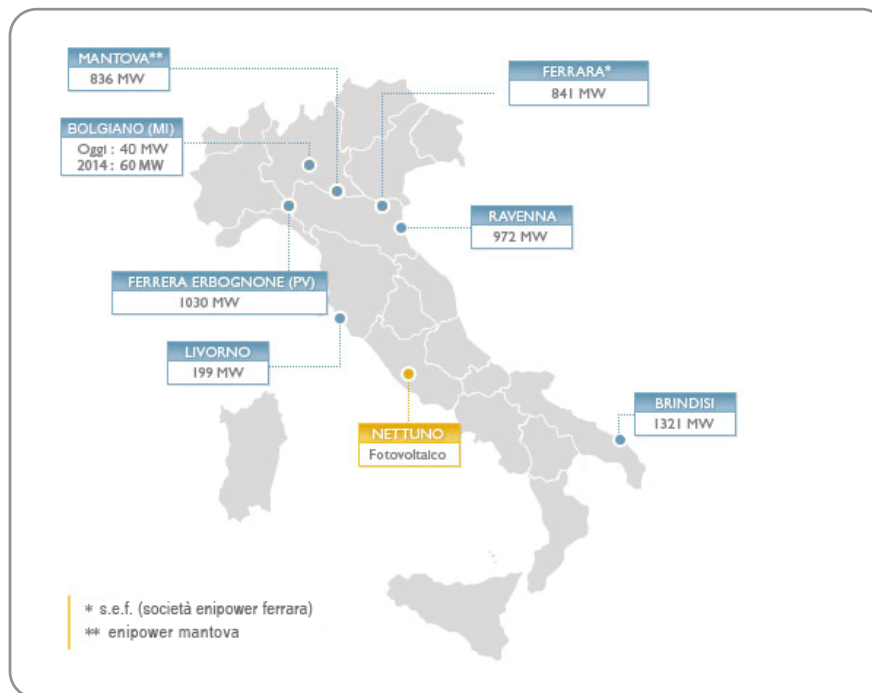 MANTOVA**
836 MW
FERRARA*
841 MW
BOLGIANO (MI)
Oggi : 40 MW
2014 : 60 MW
RAVENNA
972 MW
FERRERA ERBOGNONE (PV)
1030 MW
LIVORNO
199 MW
BRINDISI
1321 MW
NETTUNO
Fotovoltaico
* s.e.f. (società enipower ferrara)
** enipower mantova